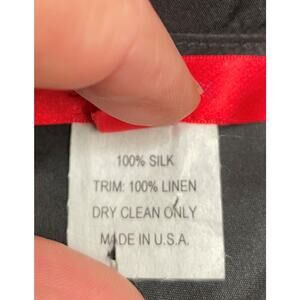 100% SILK
TRIM: 100% LINEN
DRY CLEAN ONLY
MADE IN U.S.A.